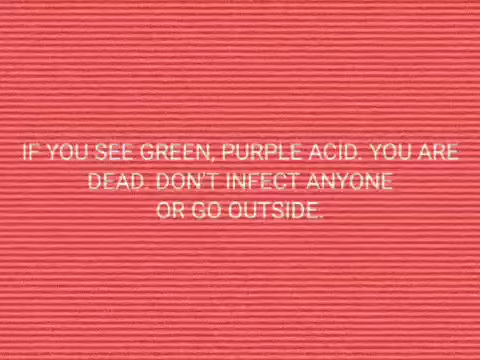 IF YOU SEE GREEN, PURPLE ACID. YOU ARE
DEAD. DON'T INFECT ANYONE
OR GO OUTSIDE.